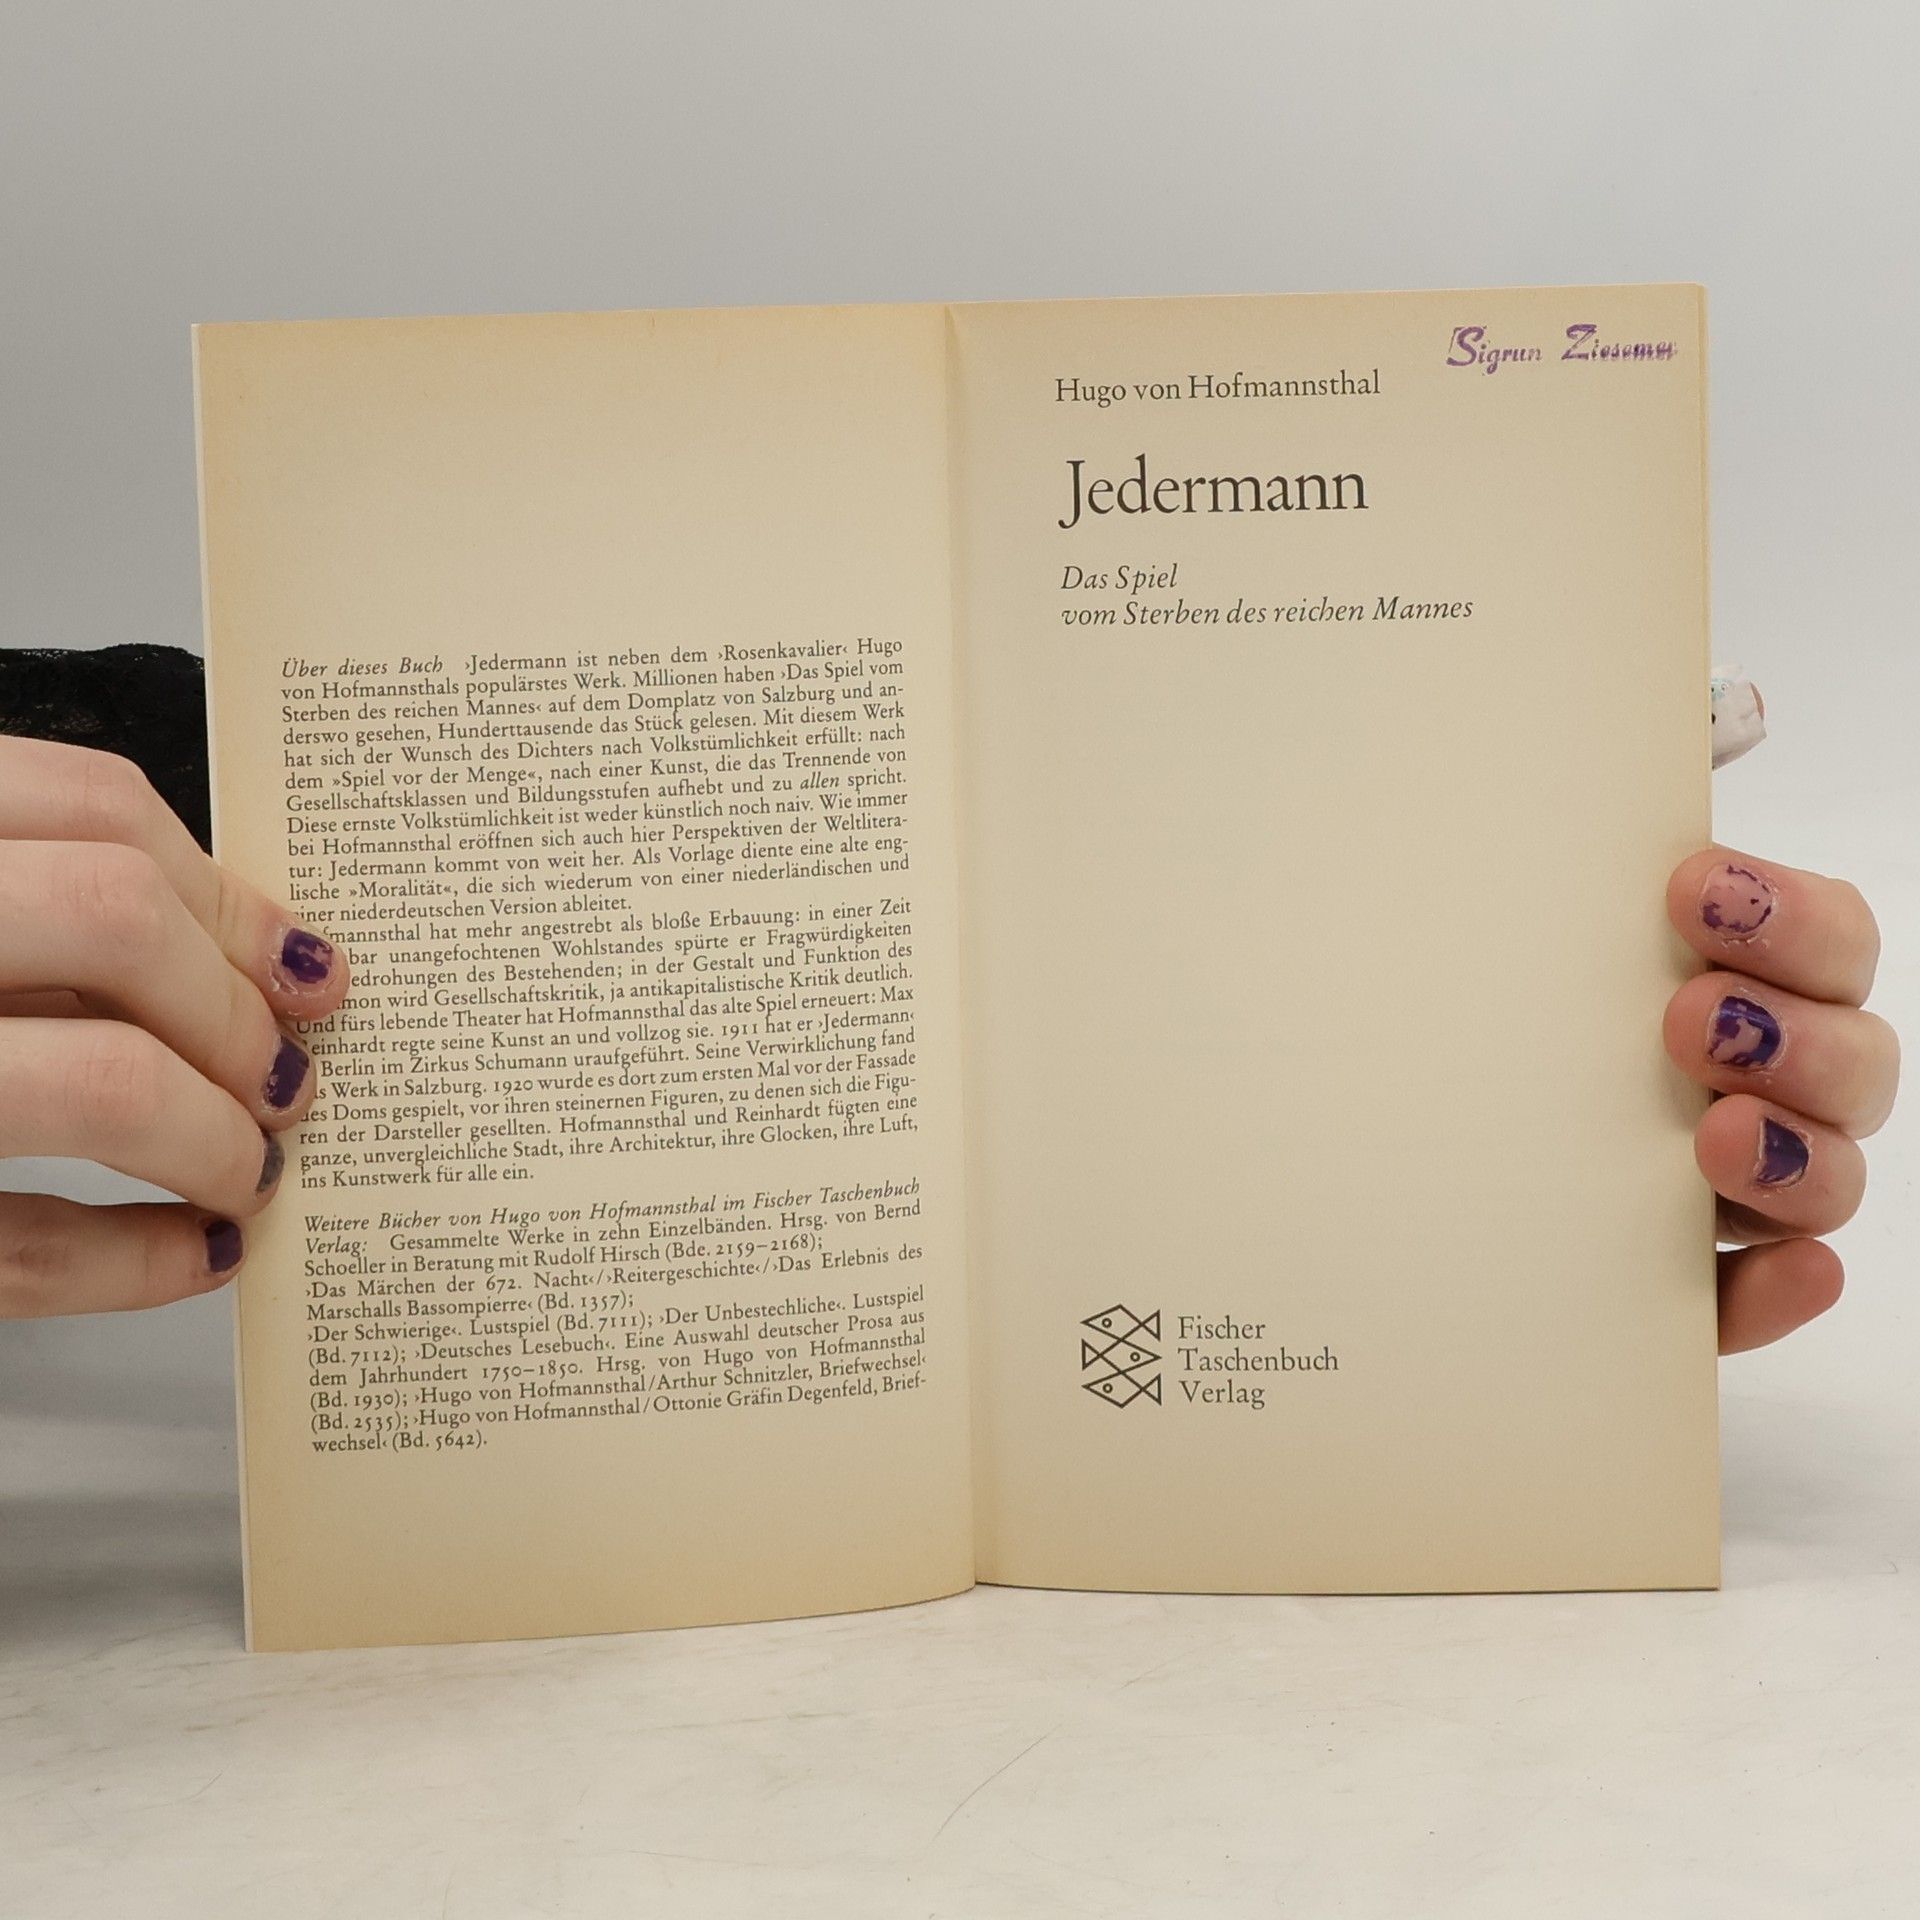 Über dieses Buch ›Jedermann ist neben dem ›Rosenkavalier‹ Hugo
von Hofmannsthals populärstes Werk. Millionen haben ›Das Spiel vom
Sterben des reichen Mannes‹ auf dem Domplatz von Salzburg und an-
derswo gesehen, Hunderttausende das Stück gelesen. Mit diesem Werk
hat sich der Wunsch des Dichters nach Volkstümlichkeit erfüllt: nach
dem »Spiel vor der Menge«, nach einer Kunst, die das Trennende von
Gesellschaftsklassen und Bildungsstufen aufhebt und zu allen spricht.
Diese ernste Volkstümlichkeit ist weder künstlich noch naiv. Wie immer
bei Hofmannsthal eröffnen sich auch hier Perspektiven der Weltlitera-
tur: Jedermann kommt von weit her. Als Vorlage diente eine alte eng-
lische »Moralität«, die sich wiederum von einer niederländischen und
einer niederdeutschen Version ableitet.
fmannsthal hat mehr angestrebt als bloße Erbauung: in einer Zeit
bar unangefochtenen Wohlstandes spürte er Fragwürdigkeiten
edrohungen des Bestehenden; in der Gestalt und Funktion des
mon wird Gesellschaftskritik, ja antikapitalistische Kritik deutlich.
Und fürs lebende Theater hat Hofmannsthal das alte Spiel erneuert: Max
einhardt regte seine Kunst an und vollzog sie. 1911 hat er ›Jedermann‹
Berlin im Zirkus Schumann uraufgeführt. Seine Verwirklichung fand
s Werk in Salzburg. 1920 wurde es dort zum ersten Mal vor der Fassade
des Doms gespielt, vor ihren steinernen Figuren, zu denen sich die Figu-
ren der Darsteller gesellten. Hofmannsthal und Reinhardt fügten eine
ganze, unvergleichliche Stadt, ihre Architektur, ihre Glocken, ihre Luft,
ins Kunstwerk für alle ein.
Weitere Bücher von Hugo von Hofmannsthal im Fischer Taschenbuch
Verlag: Gesammelte Werke in zehn Einzelbänden. Hrsg. von Bernd
Schoeller in Beratung mit Rudolf Hirsch (Bde. 2159–2168);
›Das Märchen der 672. Nacht‹/›Reitergeschichte‹/›Das Erlebnis des
Marschalls Bassompierre‹ (Bd. 1357);
›Der Schwierige‹. Lustspiel (Bd. 7111); ›Der Unbestechliche‹. Lustspiel
(Bd. 7112); ›Deutsches Lesebuch‹. Eine Auswahl deutscher Prosa aus
dem Jahrhundert 1750–1850. Hrsg. von Hugo von Hofmannsthal
(Bd. 1930); ›Hugo von Hofmannsthal/Arthur Schnitzler, Briefwechsel‹
(Bd. 2535); ›Hugo von Hofmannsthal/Ottonie Gräfin Degenfeld, Brief-
wechsel‹ (Bd. 5642).
Sigrun Ziesemer
Hugo von Hofmannsthal
Jedermann
Das Spiel
vom Sterben des reichen Mannes
Fischer
Taschenbuch
Verlag